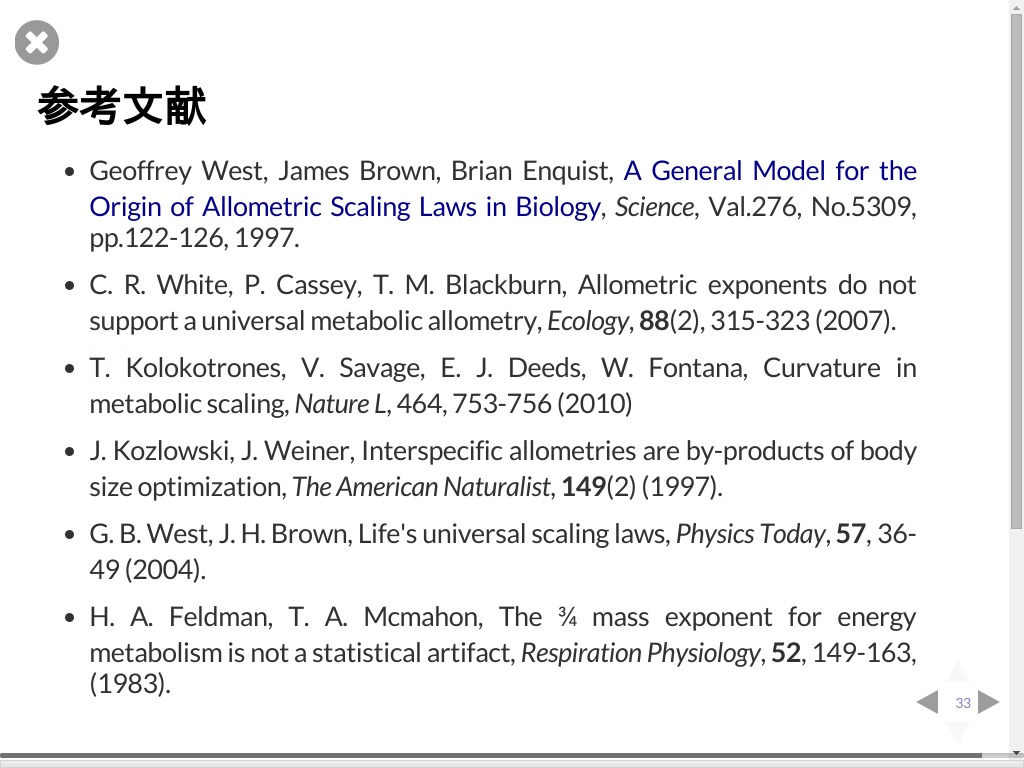 参考文献
• Geoffrey West, James Brown, Brian Enquist, A General Model for the
Origin of Allometric Scaling Laws in Biology, Science, Val.276, No.5309,
pp.122-126, 1997.
• C. R. White, P. Cassey, T. M. Blackburn, Allometric exponents do not
support a universal metabolic allometry, Ecology, 88(2), 315-323 (2007).
• T. Kolokotrones, V. Savage, E. J. Deeds, W. Fontana, Curvature in
metabolic scaling, Nature L, 464, 753-756 (2010)
• J. Kozlowski, J. Weiner, Interspecific allometries are by-products of body
size optimization, The American Naturalist, 149(2) (1997).
• G. B. West, J. H. Brown, Life's universal scaling laws, Physics Today, 57, 36-
49 (2004).
• H. A. Feldman, T. A. Mcmahon, The ¾ mass exponent for energy
metabolism is not a statistical artifact, Respiration Physiology, 52, 149-163,
(1983).
33